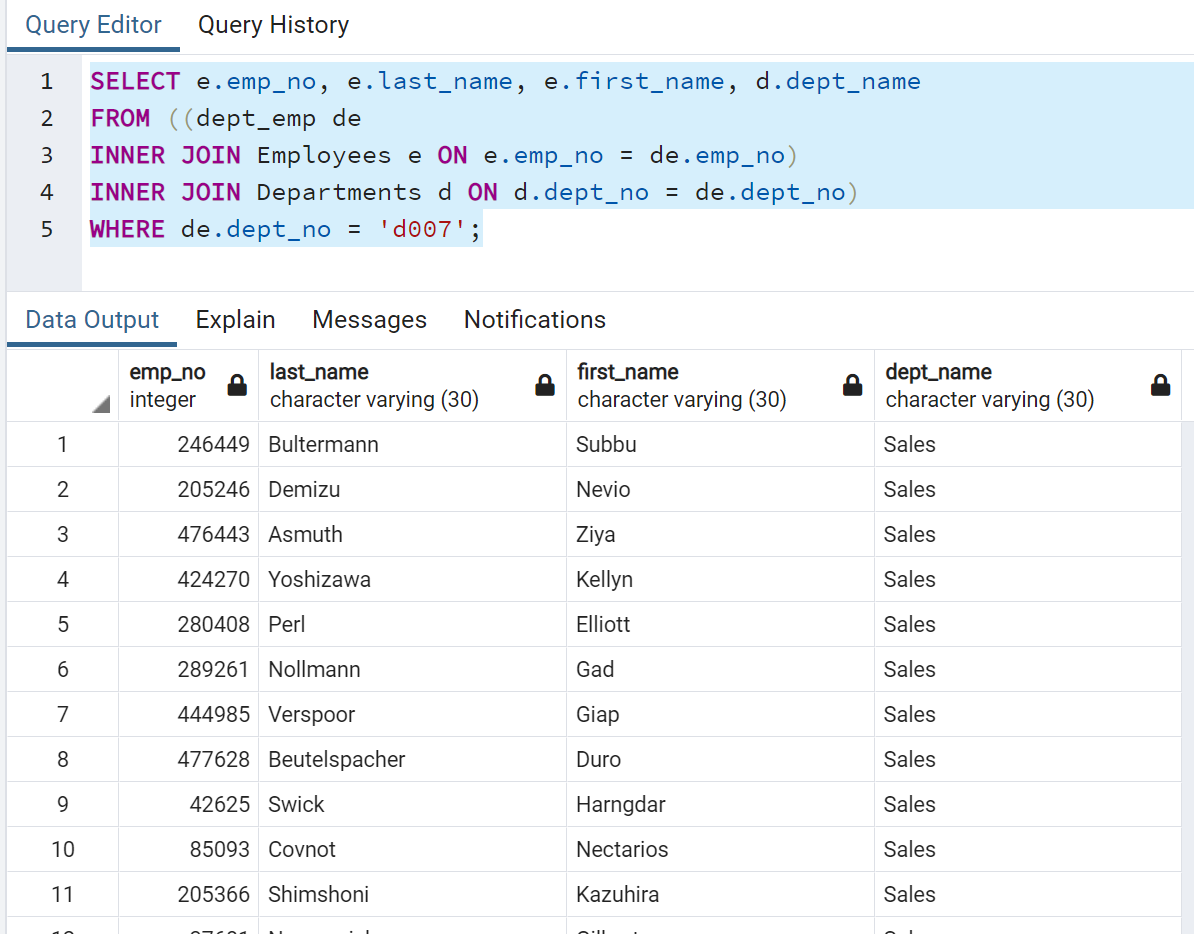 Query Editor Query History
1 SELECT e.emp_no, e.last_name, e.first_name, d.dept_name
2 FROM ((dept_emp de
3 INNER JOIN Employees e ON e.emp_no = de.emp_no)
4 INNER JOIN Departments d ON d.dept_no = de.dept_no)
5 WHERE de.dept_no = 'd007';
Data Output Explain Messages Notifications
emp_no last_name first_name dept_name
integer character varying (30) character varying (30) character varying (30)
1 246449 Bultermann Subbu Sales
2 205246 Demizu Nevio Sales
3 476443 Asmuth Ziya Sales
4 424270 Yoshizawa Kellyn Sales
5 280408 Perl Elliott Sales
6 289261 Nollmann Gad Sales
7 444985 Verspoor Giap Sales
8 477628 Beutelspacher Duro Sales
9 42625 Swick Harngdar Sales
10 85093 Covnot Nectarios Sales
11 205366 Shimshoni Kazuhira Sales